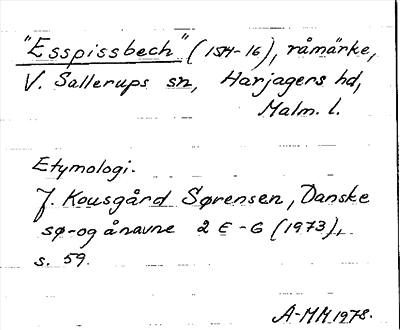 "Esspissbech" (1514-16), råmärke,
V. Sallerups sn, Harjagers hd,
Malm. l.
Etymologi.
J. Kousgård Sørensen, Danske
sø- og ånavne 2 E-G (1973),
s. 59.
A-MM 1978.